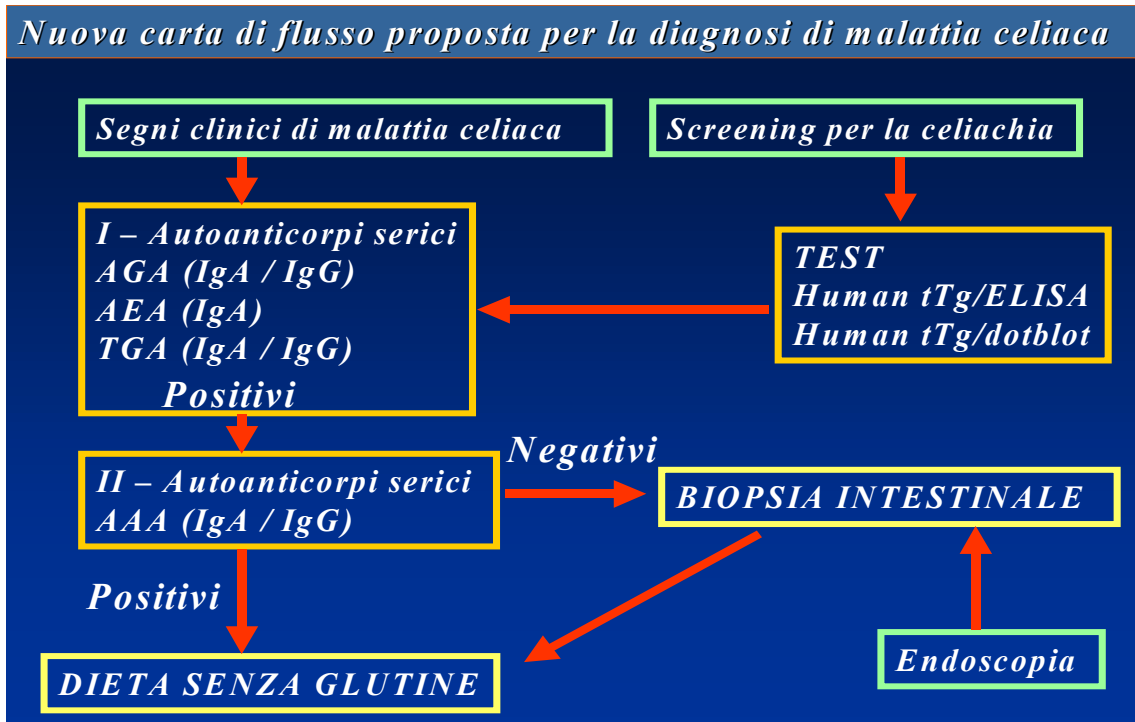 Nuova carta di flusso proposta per la diagnosi di malattia celiaca
Segni clinici di malattia celiaca
Screening per la celiachia
I – Autoanticorpi serici
AGA (IgA / IgG)
AEA (IgA)
TGA (IgA / IgG)
Positivi
TEST
Human tTg/ELISA
Human tTg/dotblot
Negativi
II – Autoanticorpi serici
AAA (IgA / IgG)
BIOPSIA INTESTINALE
Positivi
Endoscopia
DIETA SENZA GLUTINE